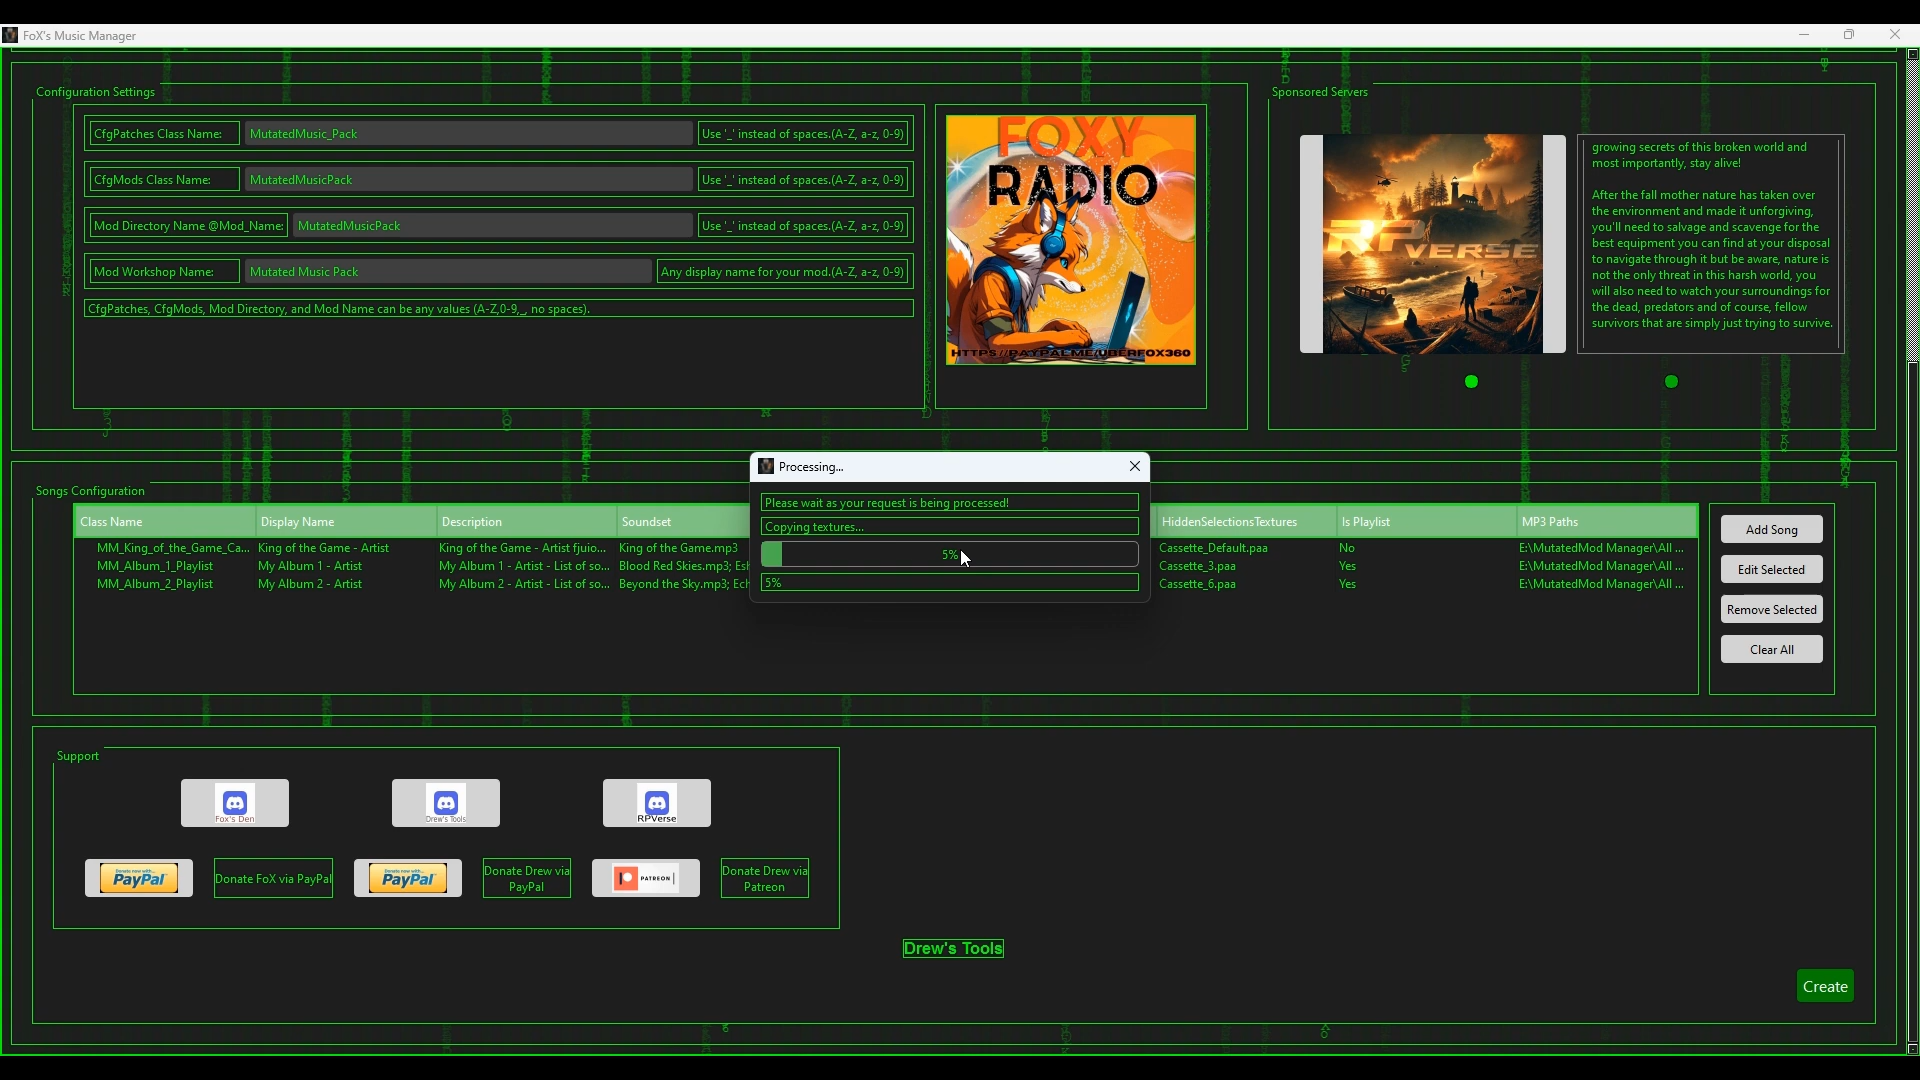 FoX's Music Manager
Configuration Settings
CfgPatches Class Name:
MutatedMusic_Pack
Use '_' instead of spaces.(A-Z, a-z, 0-9)
CfgMods Class Name:
MutatedMusicPack
Use '_' instead of spaces.(A-Z, a-z, 0-9)
Mod Directory Name @Mod_Name:
MutatedMusicPack
Use '_' instead of spaces.(A-Z, a-z, 0-9)
Mod Workshop Name:
Mutated Music Pack
Any display name for your mod.(A-Z, a-z, 0-9)
CfgPatches, CfgMods, Mod Directory, and Mod Name can be any values (A-Z,0-9,_, no spaces).
FOXY
RADIO
HTTPS://PAYPAL.ME/UBERFOX360
Sponsored Servers
RPVERSE
growing secrets of this broken world and
most importantly, stay alive!
After the fall mother nature has taken over
the environment and made it unforgiving,
you'll need to salvage and scavenge for the
best equipment you can find at your disposal
to navigate through it but be aware, nature is
not the only threat in this harsh world, you
will also need to watch your surroundings for
the dead, predators and of course, fellow
survivors that are simply just trying to survive.
Songs Configuration
Class Name
Display Name
Description
Soundset
HiddenSelectionsTextures
Is Playlist
MP3 Paths
MM_King_of_the_Game_Ca...
King of the Game - Artist
King of the Game - Artist fjuio...
King of the Game.mp3
Cassette_Default.paa
No
E:\MutatedMod Manager\All ...
MM_Album_1_Playlist
My Album 1 - Artist
My Album 1 - Artist - List of so...
Blood Red Skies.mp3; Esh
Cassette_3.paa
Yes
E:\MutatedMod Manager\All ...
MM_Album_2_Playlist
My Album 2 - Artist
My Album 2 - Artist - List of so...
Beyond the Sky.mp3; Ech
Cassette_6.paa
Yes
E:\MutatedMod Manager\All ...
Processing...
Please wait as your request is being processed!
Copying textures...
5%
5%
Add Song
Edit Selected
Remove Selected
Clear All
Support
Fox's Den
Drew's Tools
RPVerse
Donate now with...
PayPal
Donate FoX via PayPal
Donate now with...
PayPal
Donate Drew via
PayPal
PATREON
Donate Drew via
Patreon
Drew's Tools
Create